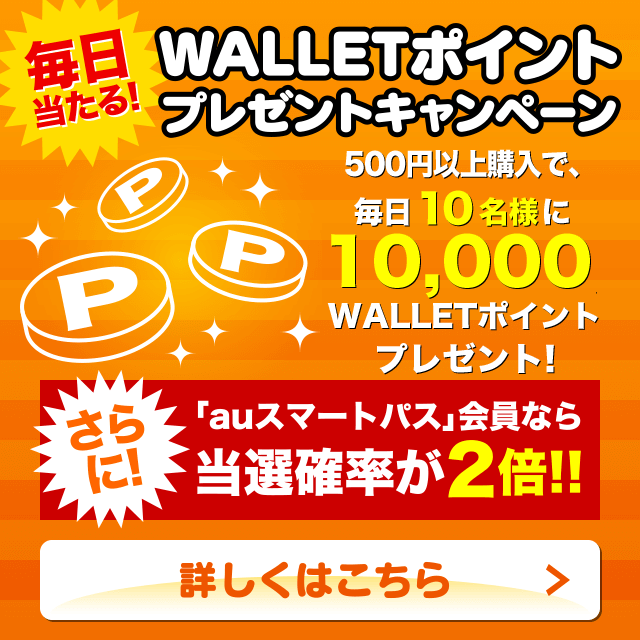 毎日
当たる!
WALLETポイント
プレゼントキャンペーン
500円以上購入で、
毎日10名様に
10,000
WALLETポイント
プレゼント!
P
P
P
さら
に!
「auスマートパス」会員なら
当選確率が2倍!!
詳しくはこちら